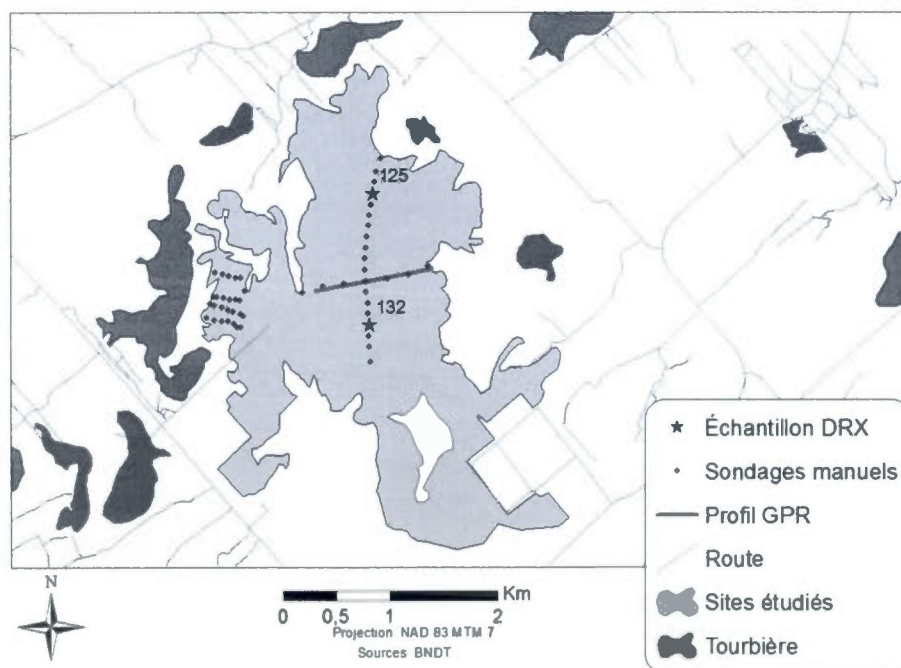 125
132
Échantillon DRX
Sondages manuels
Profil GPR
Route
Sites étudiés
Tourbière
N
Km
0 0,5 1 2
Projection NAD 83 MTM 7
Sources BNDT